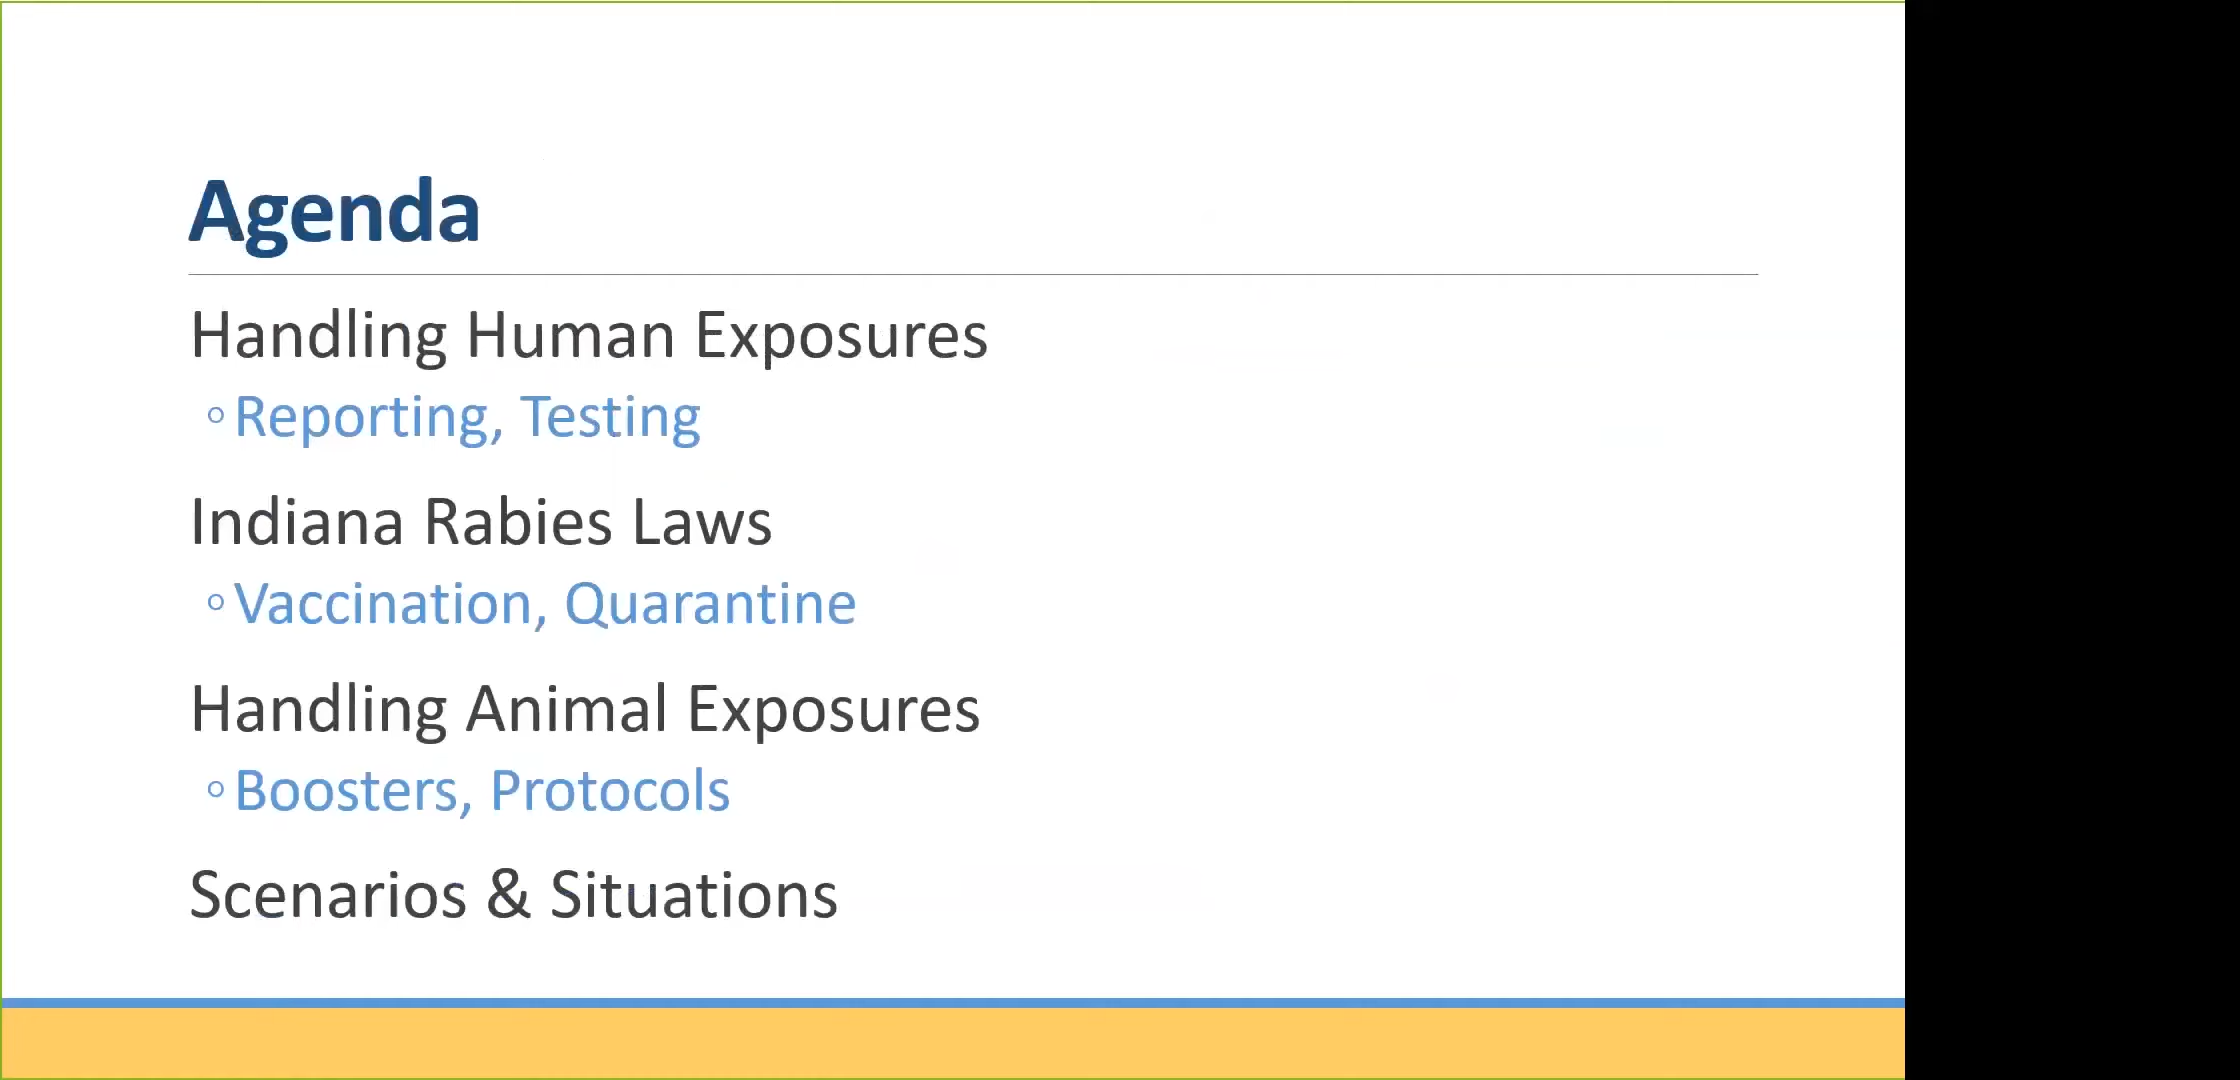 Agenda
Handling Human Exposures
◦Reporting, Testing
Indiana Rabies Laws
◦Vaccination, Quarantine
Handling Animal Exposures
◦Boosters, Protocols
Scenarios & Situations